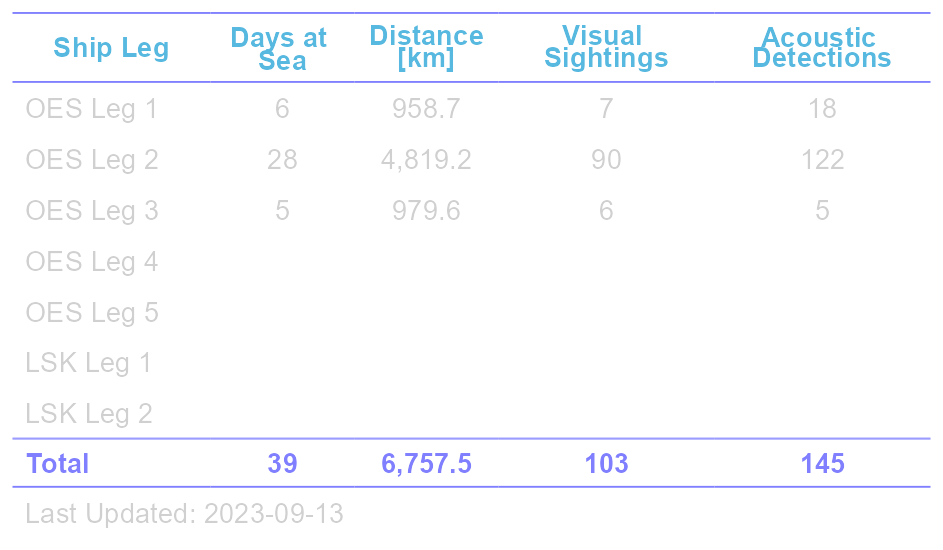 Ship Leg Days at Sea Distance [km] Visual Sightings Acoustic Detections
OES Leg 1 6 958.7 7 18
OES Leg 2 28 4,819.2 90 122
OES Leg 3 5 979.6 6 5
OES Leg 4
OES Leg 5
LSK Leg 1
LSK Leg 2
Total 39 6,757.5 103 145
Last Updated: 2023-09-13